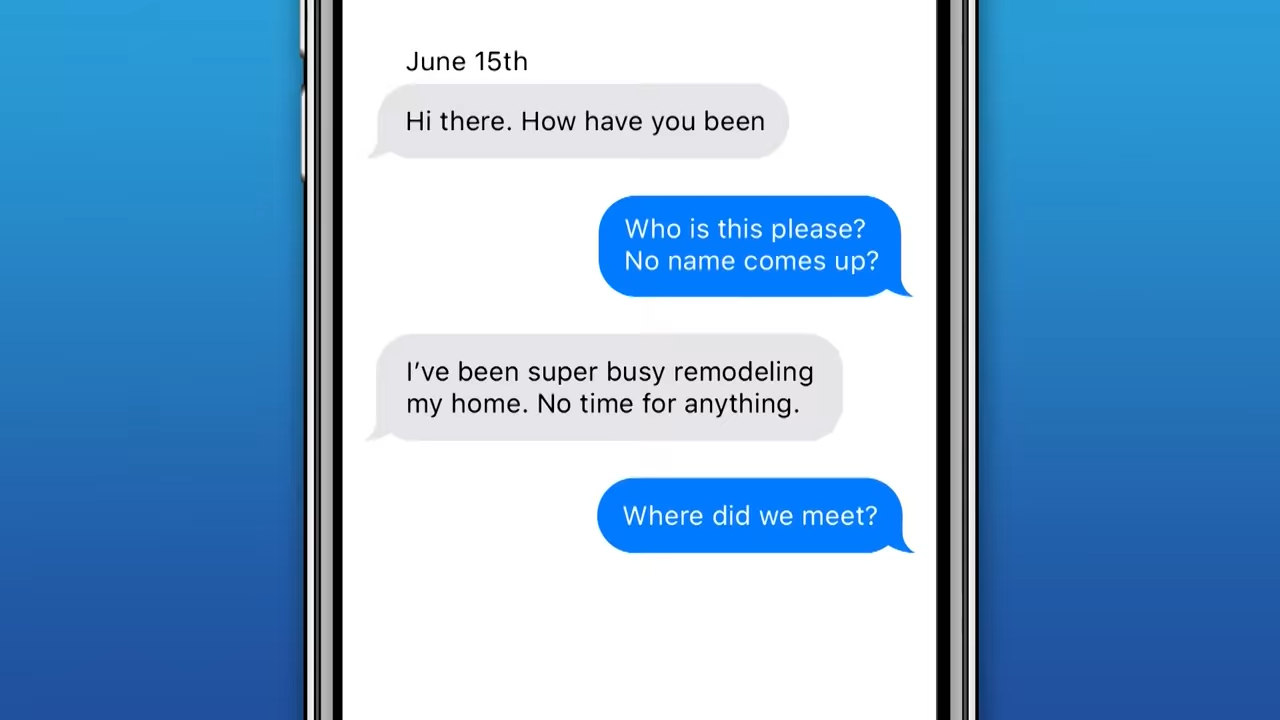 June 15th
Hi there. How have you been
Who is this please?
No name comes up?
I’ve been super busy remodeling
my home. No time for anything.
Where did we meet?